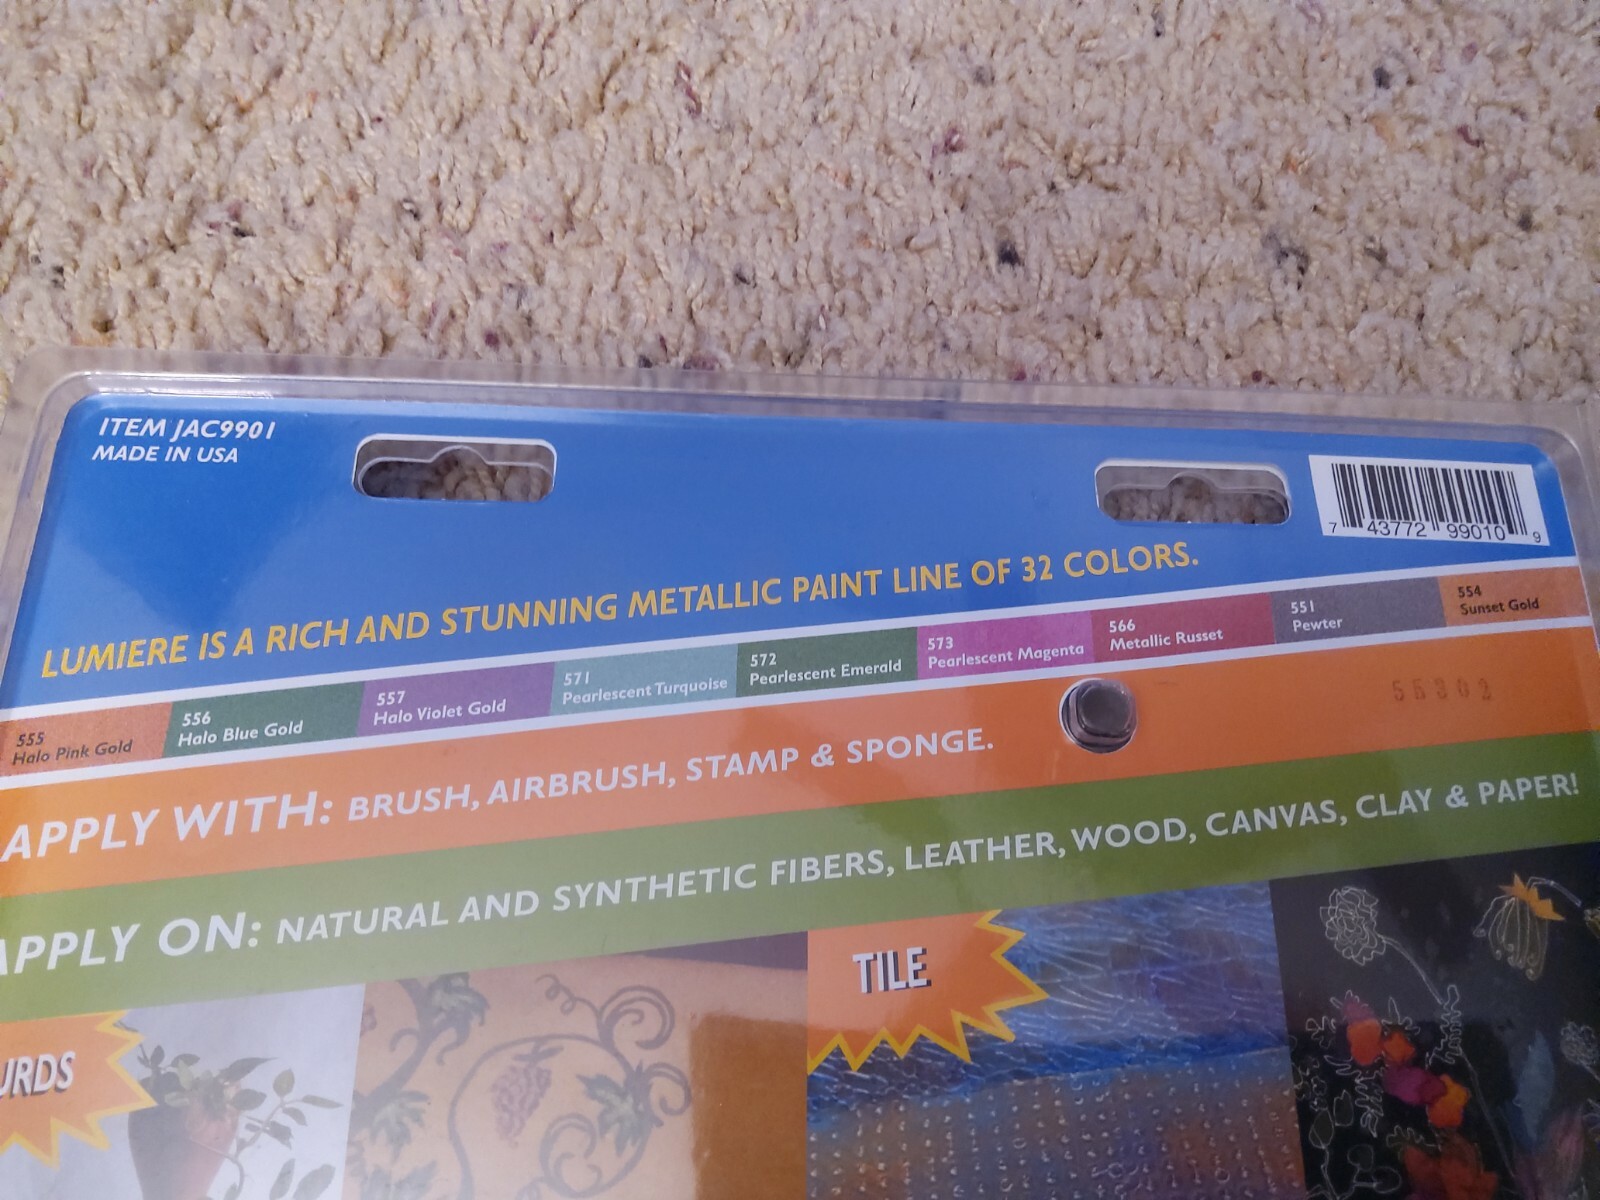 ITEM JAC9901
MADE IN USA
7 43772 99010 9
LUMIERE IS A RICH AND STUNNING METALLIC PAINT LINE OF 32 COLORS.
555
Halo Pink Gold
556
Halo Blue Gold
557
Halo Violet Gold
571
Pearlescent Turquoise
572
Pearlescent Emerald
573
Pearlescent Magenta
566
Metallic Russet
551
Pewter
554
Sunset Gold
55302
APPLY WITH: BRUSH, AIRBRUSH, STAMP & SPONGE.
APPLY ON: NATURAL AND SYNTHETIC FIBERS, LEATHER, WOOD, CANVAS, CLAY & PAPER!
TILE
URDS